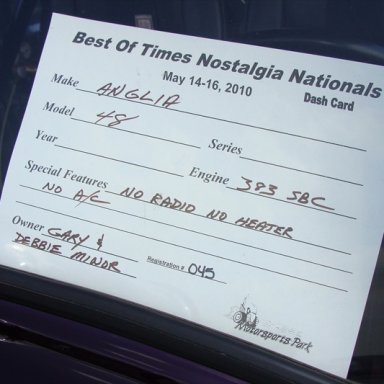 Best Of Times Nostalgia Nationals
May 14-16, 2010
Dash Card
Make ANGLIA
Model 48 Series
Year Engine 383 SBC
Special Features NO RADIO NO HEATER
NO A/C
Owner GARY &
DEBBIE MINOR Registration # 045
Motorsports Park